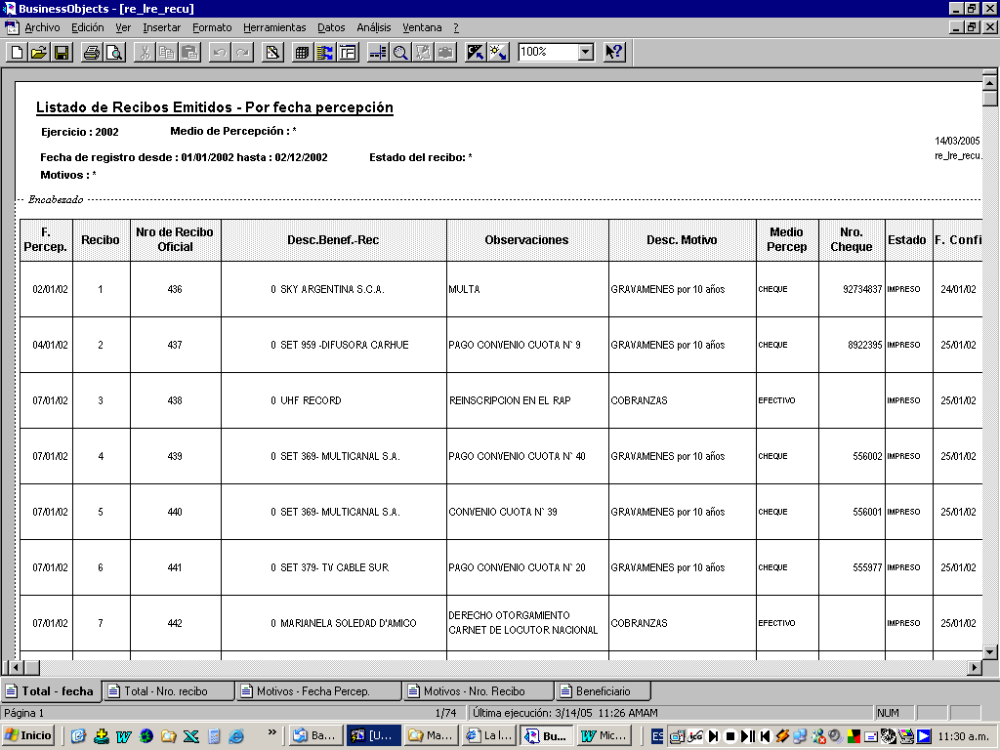 BusinessObjects - [re_lre_recu]
Archivo Edición Ver Insertar Formato Herramientas Datos Análisis Ventana ?
100%
Listado de Recibos Emitidos - Por fecha percepción
Ejercicio : 2002 Medio de Percepción : *
14/03/2005
Fecha de registro desde : 01/01/2002 hasta : 02/12/2002 Estado del recibo: * re_lre_recu.
Motivos : *
Encabezado
F. Percep. Recibo Nro de Recibo Oficial Desc.Benef.-Rec Observaciones Desc. Motivo Medio Percep Nro. Cheque Estado F. Confi
02/01/02 1 436 0 SKY ARGENTINA S.C.A. MULTA GRAVAMENES por 10 años CHEQUE 92734837 IMPRESO 24/01/02
04/01/02 2 437 0 SET 959 -DIFUSORA CARHUE PAGO CONVENIO CUOTA N° 9 GRAVAMENES por 10 años CHEQUE 8922395 IMPRESO 25/01/02
07/01/02 3 438 0 UHF RECORD REINSCRIPCION EN EL RAP COBRANZAS EFECTIVO IMPRESO 25/01/02
07/01/02 4 439 0 SET 369- MULTICANAL S.A. PAGO CONVENIO CUOTA N° 40 GRAVAMENES por 10 años CHEQUE 556002 IMPRESO 25/01/02
07/01/02 5 440 0 SET 369- MULTICANAL S.A. CONVENIO CUOTA N° 39 GRAVAMENES por 10 años CHEQUE 556001 IMPRESO 25/01/02
07/01/02 6 441 0 SET 379- TV CABLE SUR PAGO CONVENIO CUOTA N° 20 GRAVAMENES por 10 años CHEQUE 555977 IMPRESO 25/01/02
07/01/02 7 442 0 MARIANELA SOLEDAD D'AMICO DERECHO OTORGAMIENTO CARNET DE LOCUTOR NACIONAL COBRANZAS EFECTIVO IMPRESO 25/01/02
Total - fecha Total - Nro. recibo Motivos - Fecha Percep. Motivos - Nro. Recibo Beneficiario
Página 1 1/74 Última ejecución: 3/14/05 11:26 AMAM NUM
Inicio » Ba... [U... Ma... La l... Bu... Mic... ES 11:30 a.m.